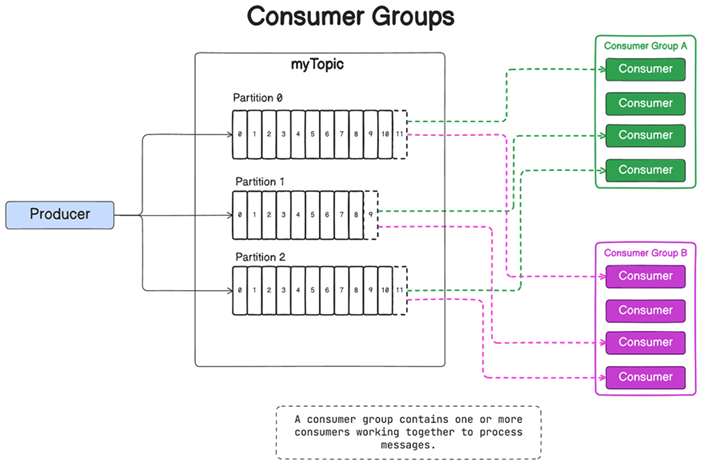 Consumer Groups
myTopic
Partition 0
0 1 2 3 4 5 6 7 8 9 10 11
Partition 1
0 1 2 3 4 5 6 7 8 9
Partition 2
0 1 2 3 4 5 6 7 8 9 10 11
Producer
Consumer Group A
Consumer
Consumer
Consumer
Consumer
Consumer Group B
Consumer
Consumer
Consumer
Consumer
A consumer group contains one or more
consumers working together to process
messages.